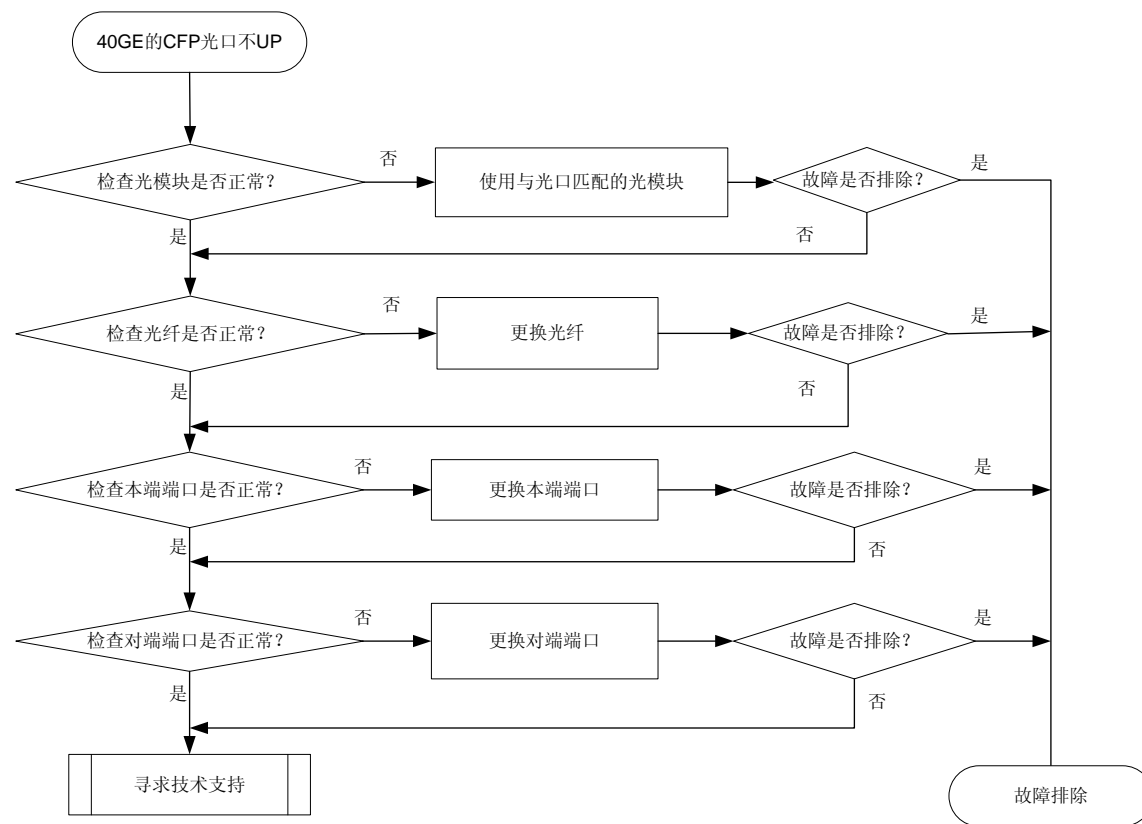 40GE的CFP光口不UP
检查光模块是否正常？
否
使用与光口匹配的光模块
故障是否排除？
是
是
否
检查光纤是否正常？
否
更换光纤
故障是否排除？
是
是
否
检查本端端口是否正常？
否
更换本端端口
故障是否排除？
是
是
否
检查对端端口是否正常？
否
更换对端端口
故障是否排除？
是
是
否
寻求技术支持
故障排除